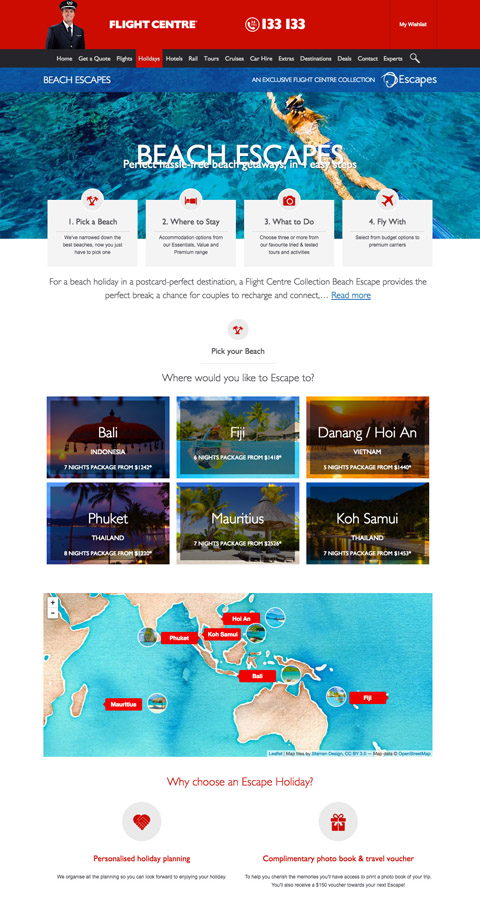 FLIGHT CENTRE
133 133
My Wishlist
Home Get a Quote Flights Holidays Hotels Rail Tours Cruises Car Hire Extras Destinations Deals Contact Experts
BEACH ESCAPES
AN EXCLUSIVE FLIGHT CENTRE COLLECTION
Escapes
BEACH ESCAPES
Perfect hassle-free beach getaways, in 4 easy steps
1. Pick a Beach
We've narrowed down the
best beaches, now you just
have to pick one
2. Where to Stay
Accommodation options from
our Essentials, Value and
Premium range
3. What to Do
Choose three or more from
our favourite tried & tested
tours and activities
4. Fly With
Select from budget options to
premium carriers
For a beach holiday in a postcard-perfect destination, a Flight Centre Collection Beach Escape provides the
perfect break; a chance for couples to recharge and connect,... Read more
Pick your Beach
Where would you like to Escape to?
Bali
INDONESIA
7 NIGHTS PACKAGE FROM $1242*
Fiji
6 NIGHTS PACKAGE FROM $1418*
Danang / Hoi An
VIETNAM
5 NIGHTS PACKAGE FROM $1440*
Phuket
THAILAND
8 NIGHTS PACKAGE FROM $1220*
Mauritius
7 NIGHTS PACKAGE FROM $2526*
Koh Samui
THAILAND
7 NIGHTS PACKAGE FROM $1453*
+
-
Hoi An
Phuket
Koh Samui
Bali
Mauritius
Fiji
Leaflet | Map tiles by Stamen Design, CC BY 3.0 — Map data © OpenStreetMap
Why choose an Escape Holiday?
Personalised holiday planning
We organise all the planning so you can look forward to enjoying your holiday.
Complimentary photo book & travel voucher
To help you cherish the memories you'll have access to print a photo book of your trip.
You'll also receive a $150 voucher towards your next Escape!